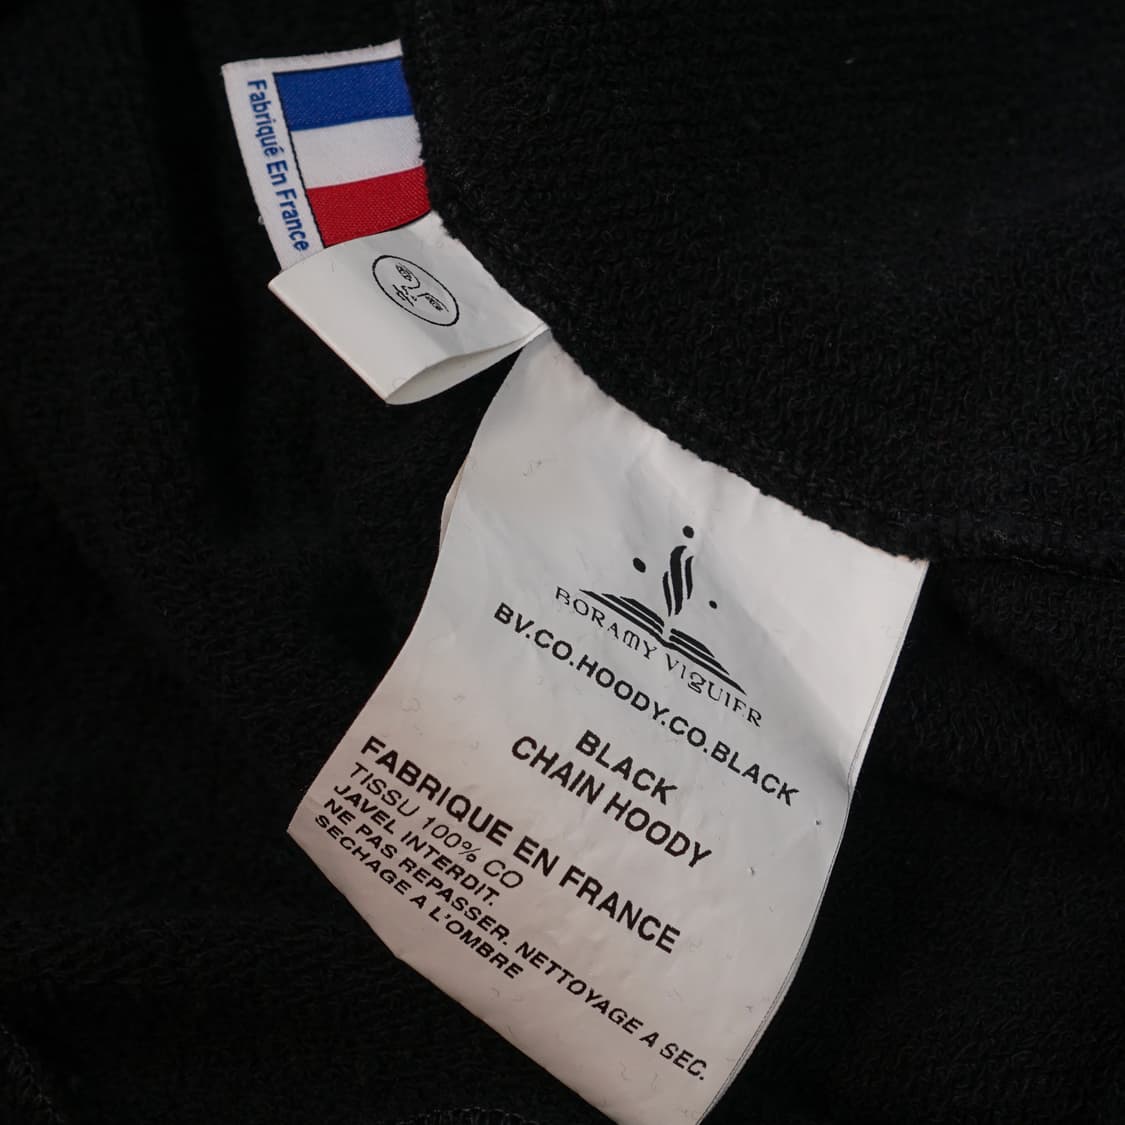 Fabriqué En France
BORAMY VIGUIER
BV.CO.HOODY.CO.BLACK
BLACK
CHAIN HOODY
FABRIQUE EN FRANCE
TISSU 100% CO
JAVEL INTERDIT.
NE PAS REPASSER. NETTOYAGE A SEC.
SECHAGE A L'OMBRE